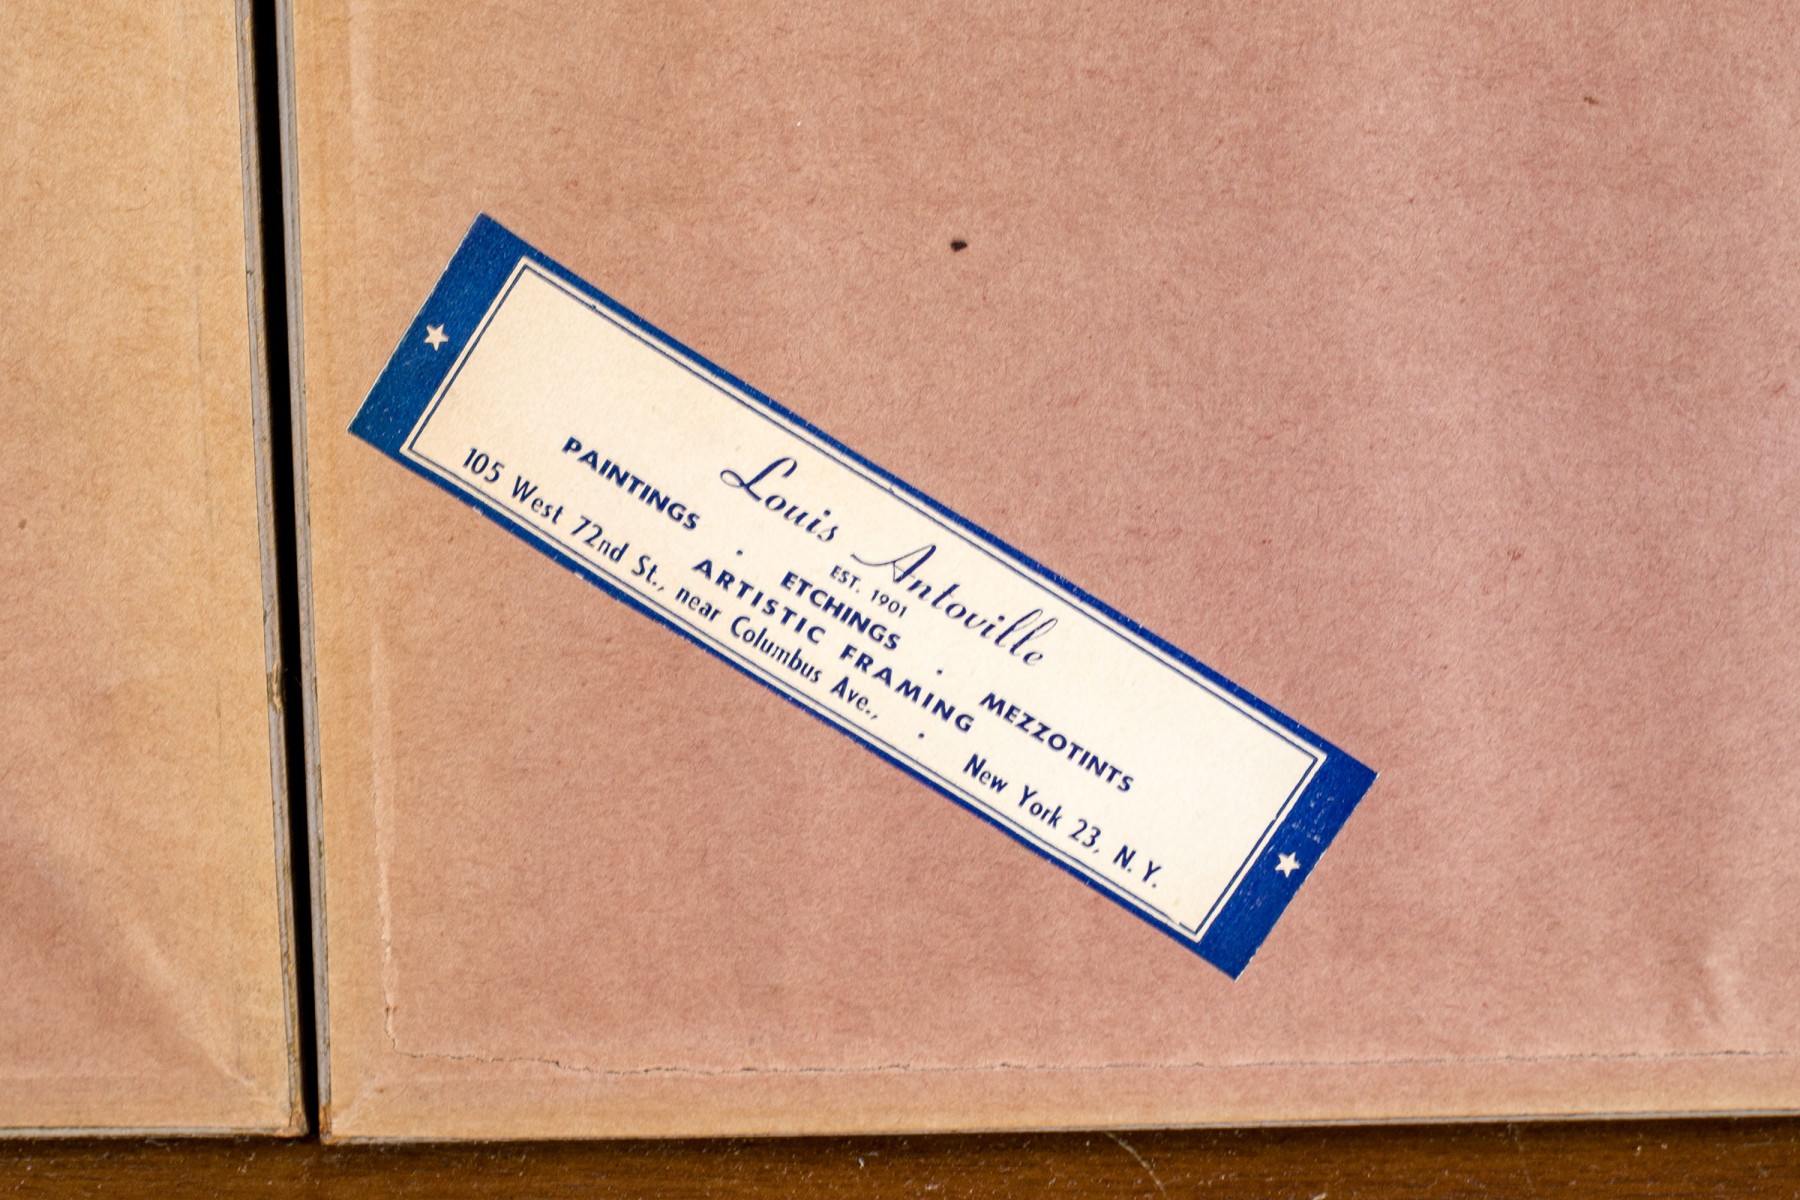 Louis Antoville
EST. 1901
PAINTINGS · ETCHINGS · MEZZOTINTS
ARTISTIC FRAMING
105 West 72nd St., near Columbus Ave., · New York 23, N. Y.